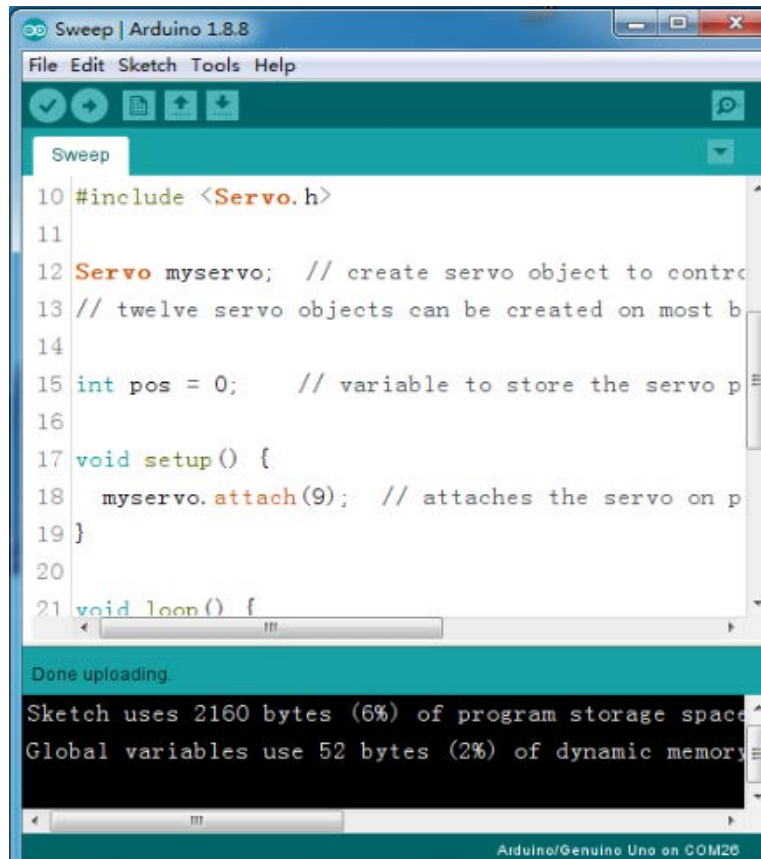 Sweep | Arduino 1.8.8
File Edit Sketch Tools Help
Sweep
10 #include <Servo.h>
11
12 Servo myservo;  // create servo object to contro
13 // twelve servo objects can be created on most b
14
15 int pos = 0;    // variable to store the servo p
16
17 void setup() {
18   myservo.attach(9);  // attaches the servo on p
19 }
20
21 void loop() {
Done uploading.
Sketch uses 2160 bytes (6%) of program storage space
Global variables use 52 bytes (2%) of dynamic memory
Arduino/Genuino Uno on COM26